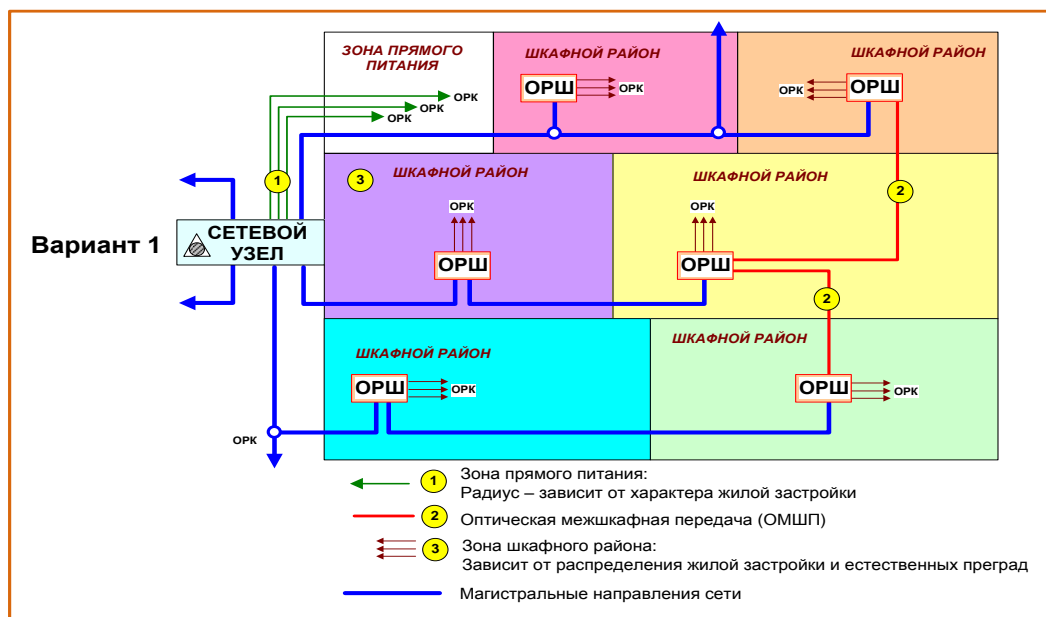 ЗОНА ПРЯМОГО
ПИТАНИЯ
ШКАФНОЙ РАЙОН
ШКАФНОЙ РАЙОН
ОРШ
ОРК
ОРК
ОРШ
ОРК
ОРК
1
3
ШКАФНОЙ РАЙОН
ШКАФНОЙ РАЙОН
2
ОРК
ОРК
Вариант 1
СЕТЕВОЙ
УЗЕЛ
ОРШ
ОРШ
2
ШКАФНОЙ РАЙОН
ШКАФНОЙ РАЙОН
ОРШ
ОРК
ОРШ
ОРК
ОРК
1
Зона прямого питания:
Радиус – зависит от характера жилой застройки
2
Оптическая межшкафная передача (ОМШП)
3
Зона шкафного района:
Зависит от распределения жилой застройки и естественных преград
Магистральные направления сети